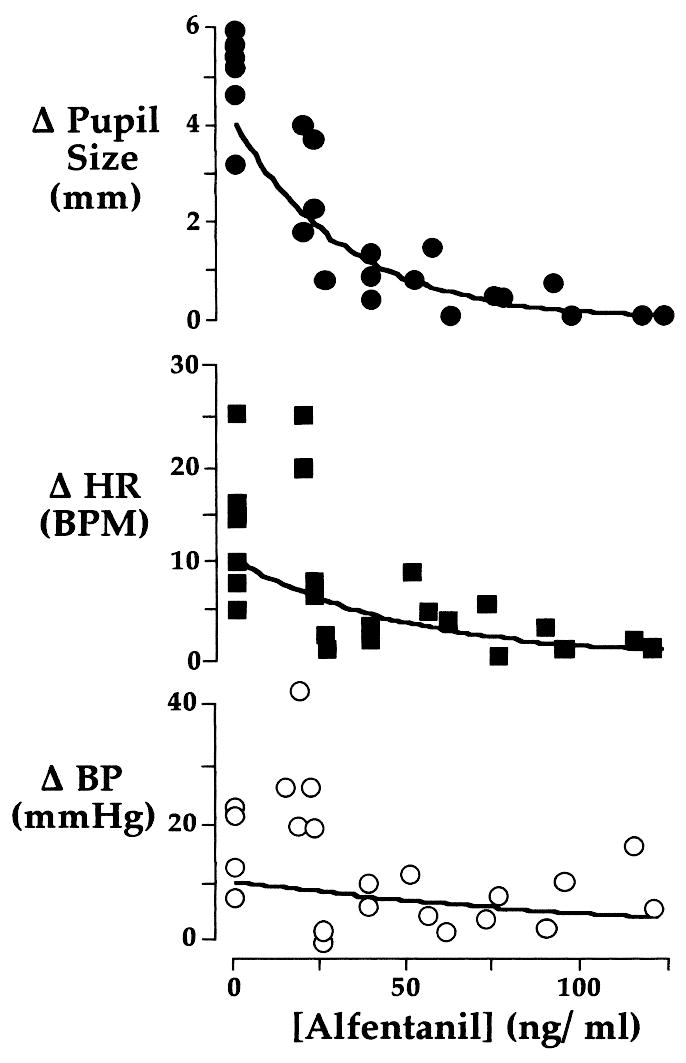 6
Δ Pupil
Size
(mm)
4
2
0
30
Δ HR
(BPM)
20
10
0
40
Δ BP
(mmHg)
20
0
0 50 100
[Alfentanil] (ng/ ml)